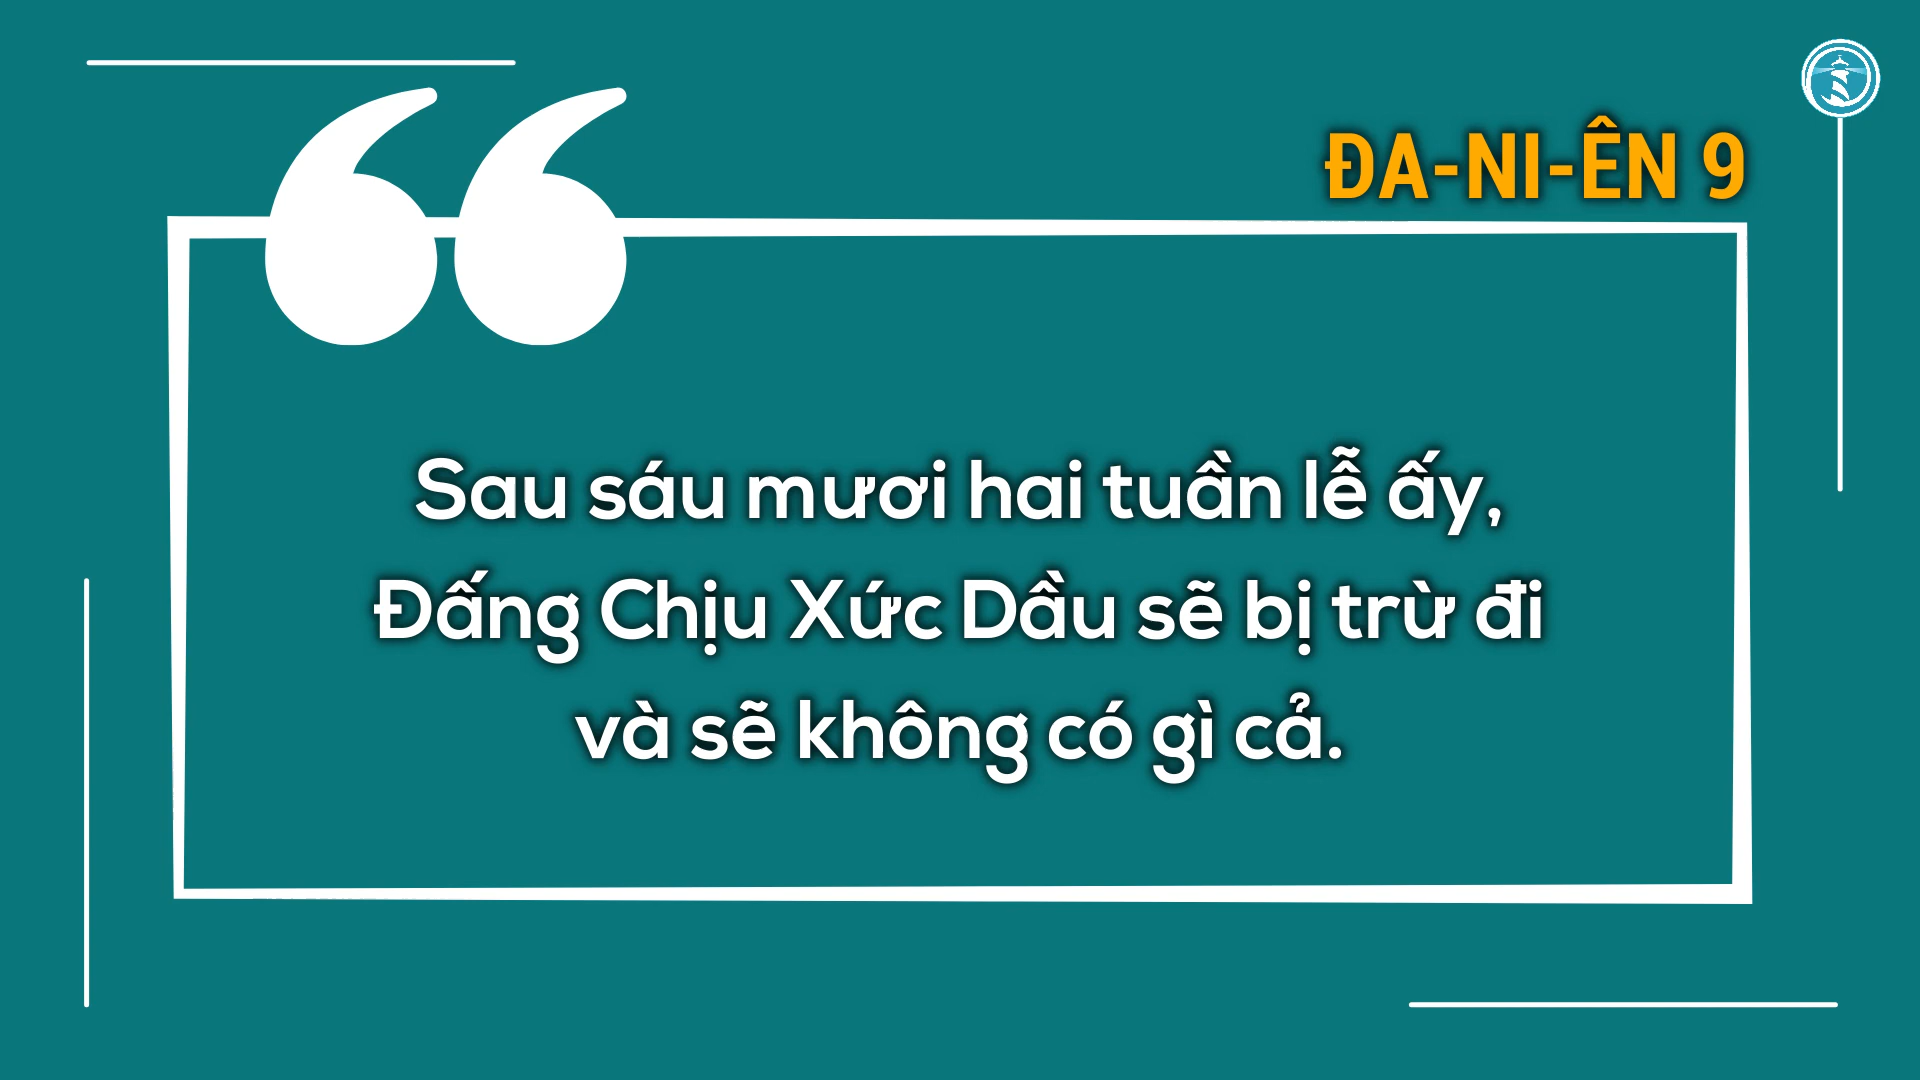 ĐA-NI-ÊN 9
Sau sáu mươi hai tuần lễ ấy,
Đấng Chịu Xức Dầu sẽ bị trừ đi
và sẽ không có gì cả.